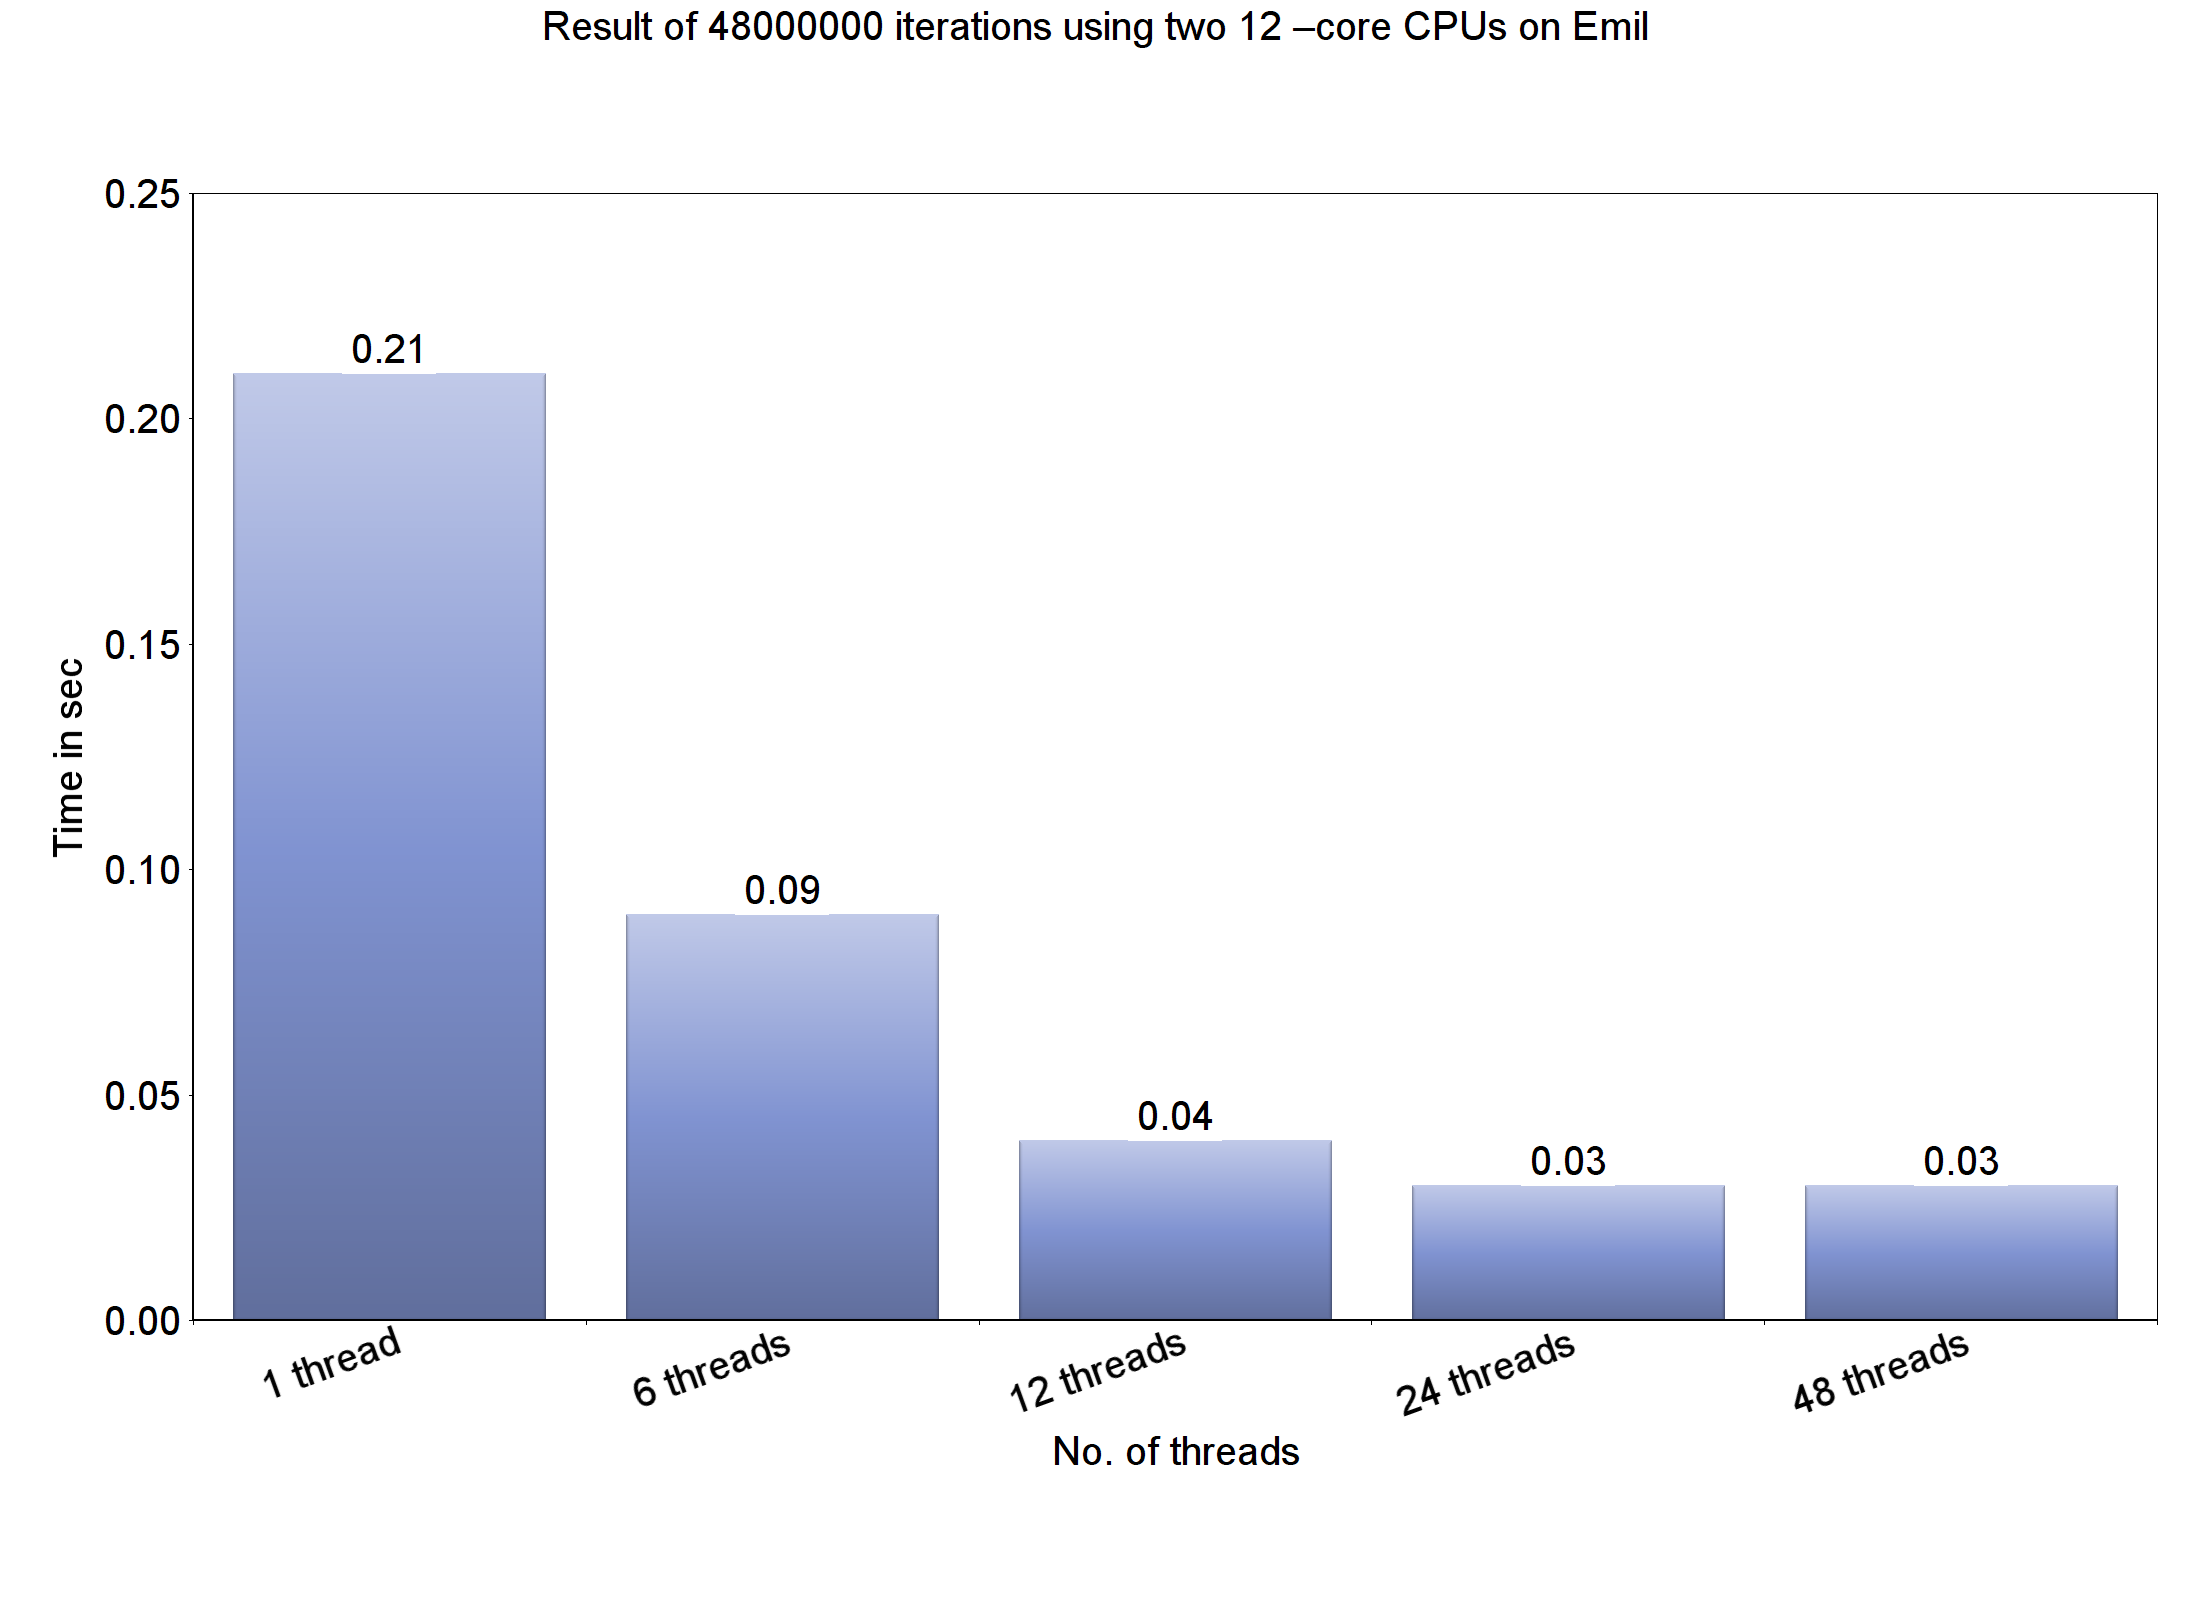 Result of 48000000 iterations using two 12 –core CPUs on Emil
0.25
0.20
0.15
0.10
0.05
0.00
Time in sec
0.21
0.09
0.04
0.03
0.03
1 thread
6 threads
12 threads
24 threads
48 threads
No. of threads